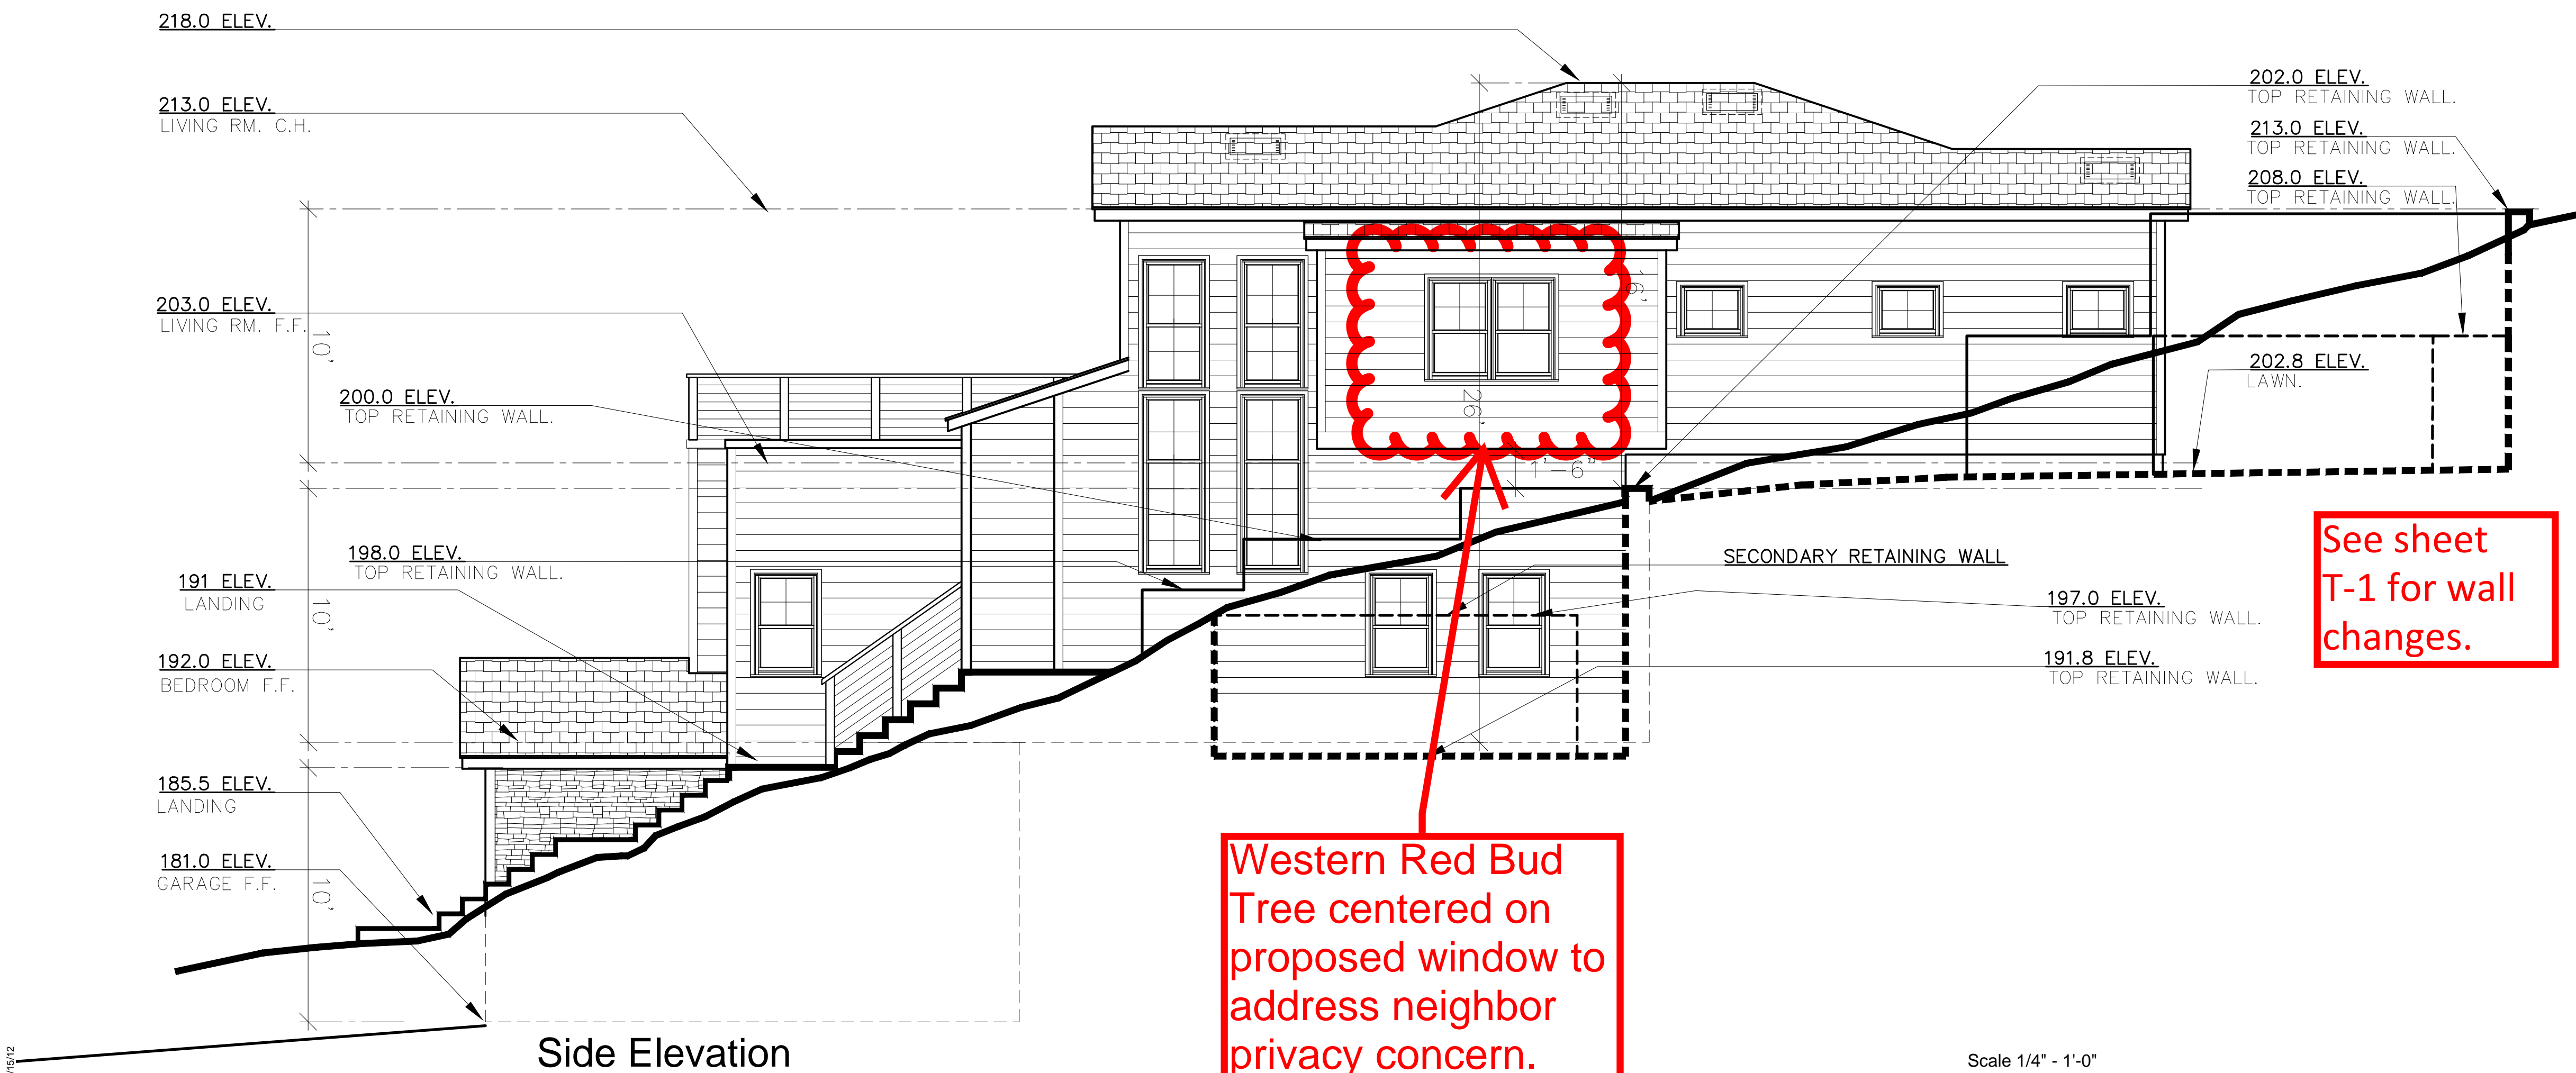 218.0 ELEV.
213.0 ELEV.
LIVING RM. C.H.
203.0 ELEV.
LIVING RM. F.F.
10'
200.0 ELEV.
TOP RETAINING WALL.
198.0 ELEV.
TOP RETAINING WALL.
191 ELEV.
LANDING
10'
192.0 ELEV.
BEDROOM F.F.
185.5 ELEV.
LANDING
181.0 ELEV.
GARAGE F.F.
10'
16'
26'
1'-6"
202.0 ELEV.
TOP RETAINING WALL.
213.0 ELEV.
TOP RETAINING WALL.
208.0 ELEV.
TOP RETAINING WALL.
202.8 ELEV.
LAWN.
SECONDARY RETAINING WALL
197.0 ELEV.
TOP RETAINING WALL.
191.8 ELEV.
TOP RETAINING WALL.
See sheet
T-1 for wall
changes.
Western Red Bud
Tree centered on
proposed window to
address neighbor
privacy concern.
Side Elevation
Scale 1/4" - 1'-0"
/15/12